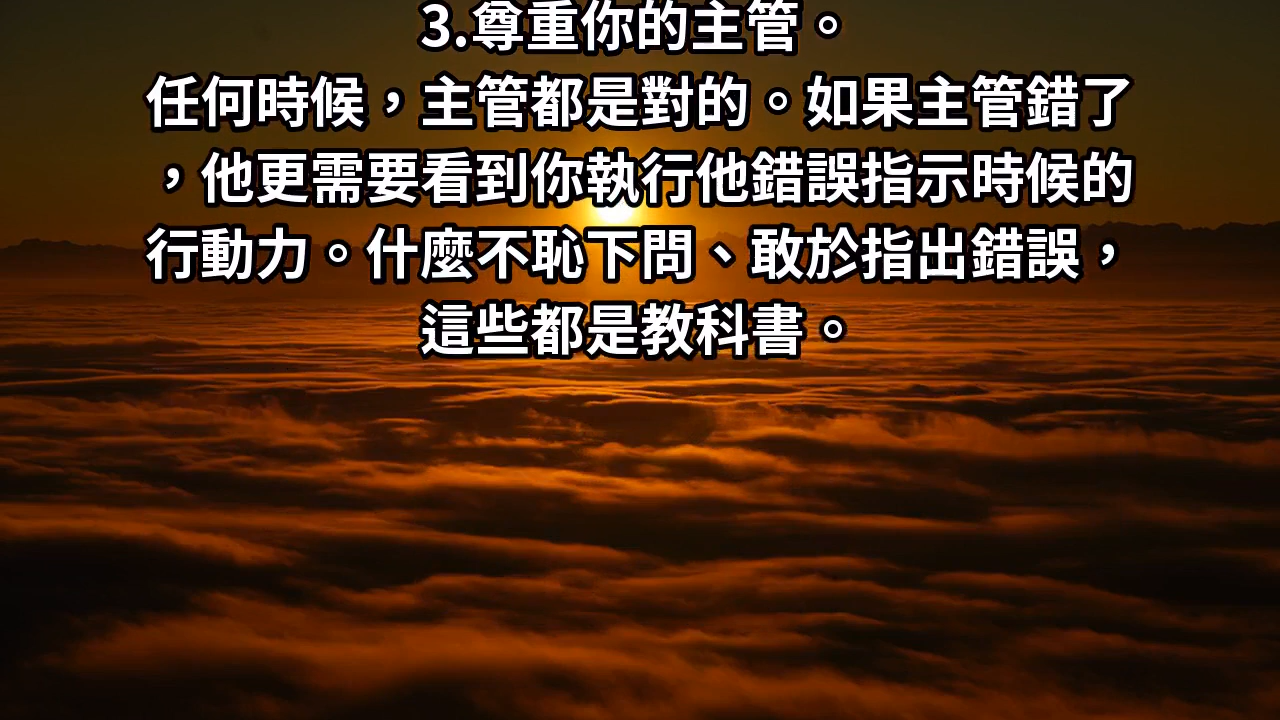 3.尊重你的主管。
任何時候，主管都是對的。如果主管錯了
，他更需要看到你執行他錯誤指示時候的
行動力。什麼不恥下問、敢於指出錯誤，
這些都是教科書。